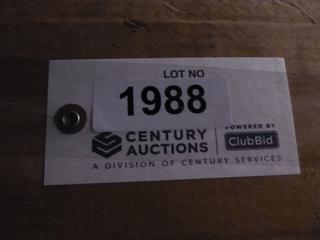 LOT NO
1988
CENTURY AUCTIONS
POWERED BY
ClubBid
A DIVISION OF CENTURY SERVICES